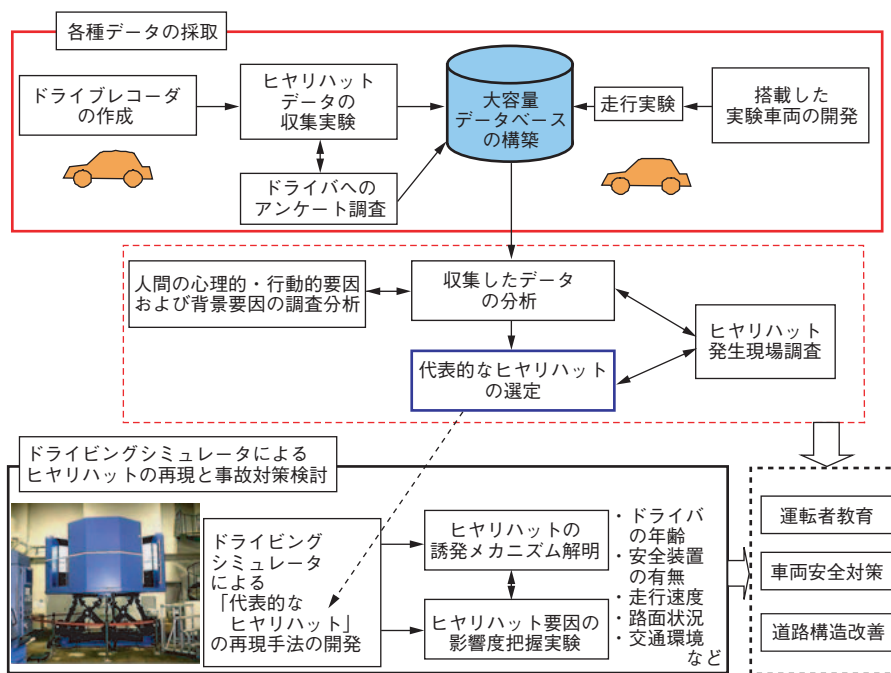 各種データの採取
ドライブレコーダ
の作成
ヒヤリハット
データの
収集実験
ドライバへの
アンケート調査
大容量
データベース
の構築
走行実験
搭載した
実験車両の開発
人間の心理的・行動的要因
および背景要因の調査分析
収集したデータ
の分析
代表的なヒヤリハット
の選定
ヒヤリハット
発生現場調査
ドライビングシミュレータによる
ヒヤリハットの再現と事故対策検討
ドライビング
シミュレータ
による
「代表的な
ヒヤリハット」
の再現手法の開発
ヒヤリハットの
誘発メカニズム解明
ヒヤリハット要因の
影響度把握実験
・ドライバ
の年齢
・安全装置
の有無
・走行速度
・路面状況
・交通環境
など
運転者教育
車両安全対策
道路構造改善